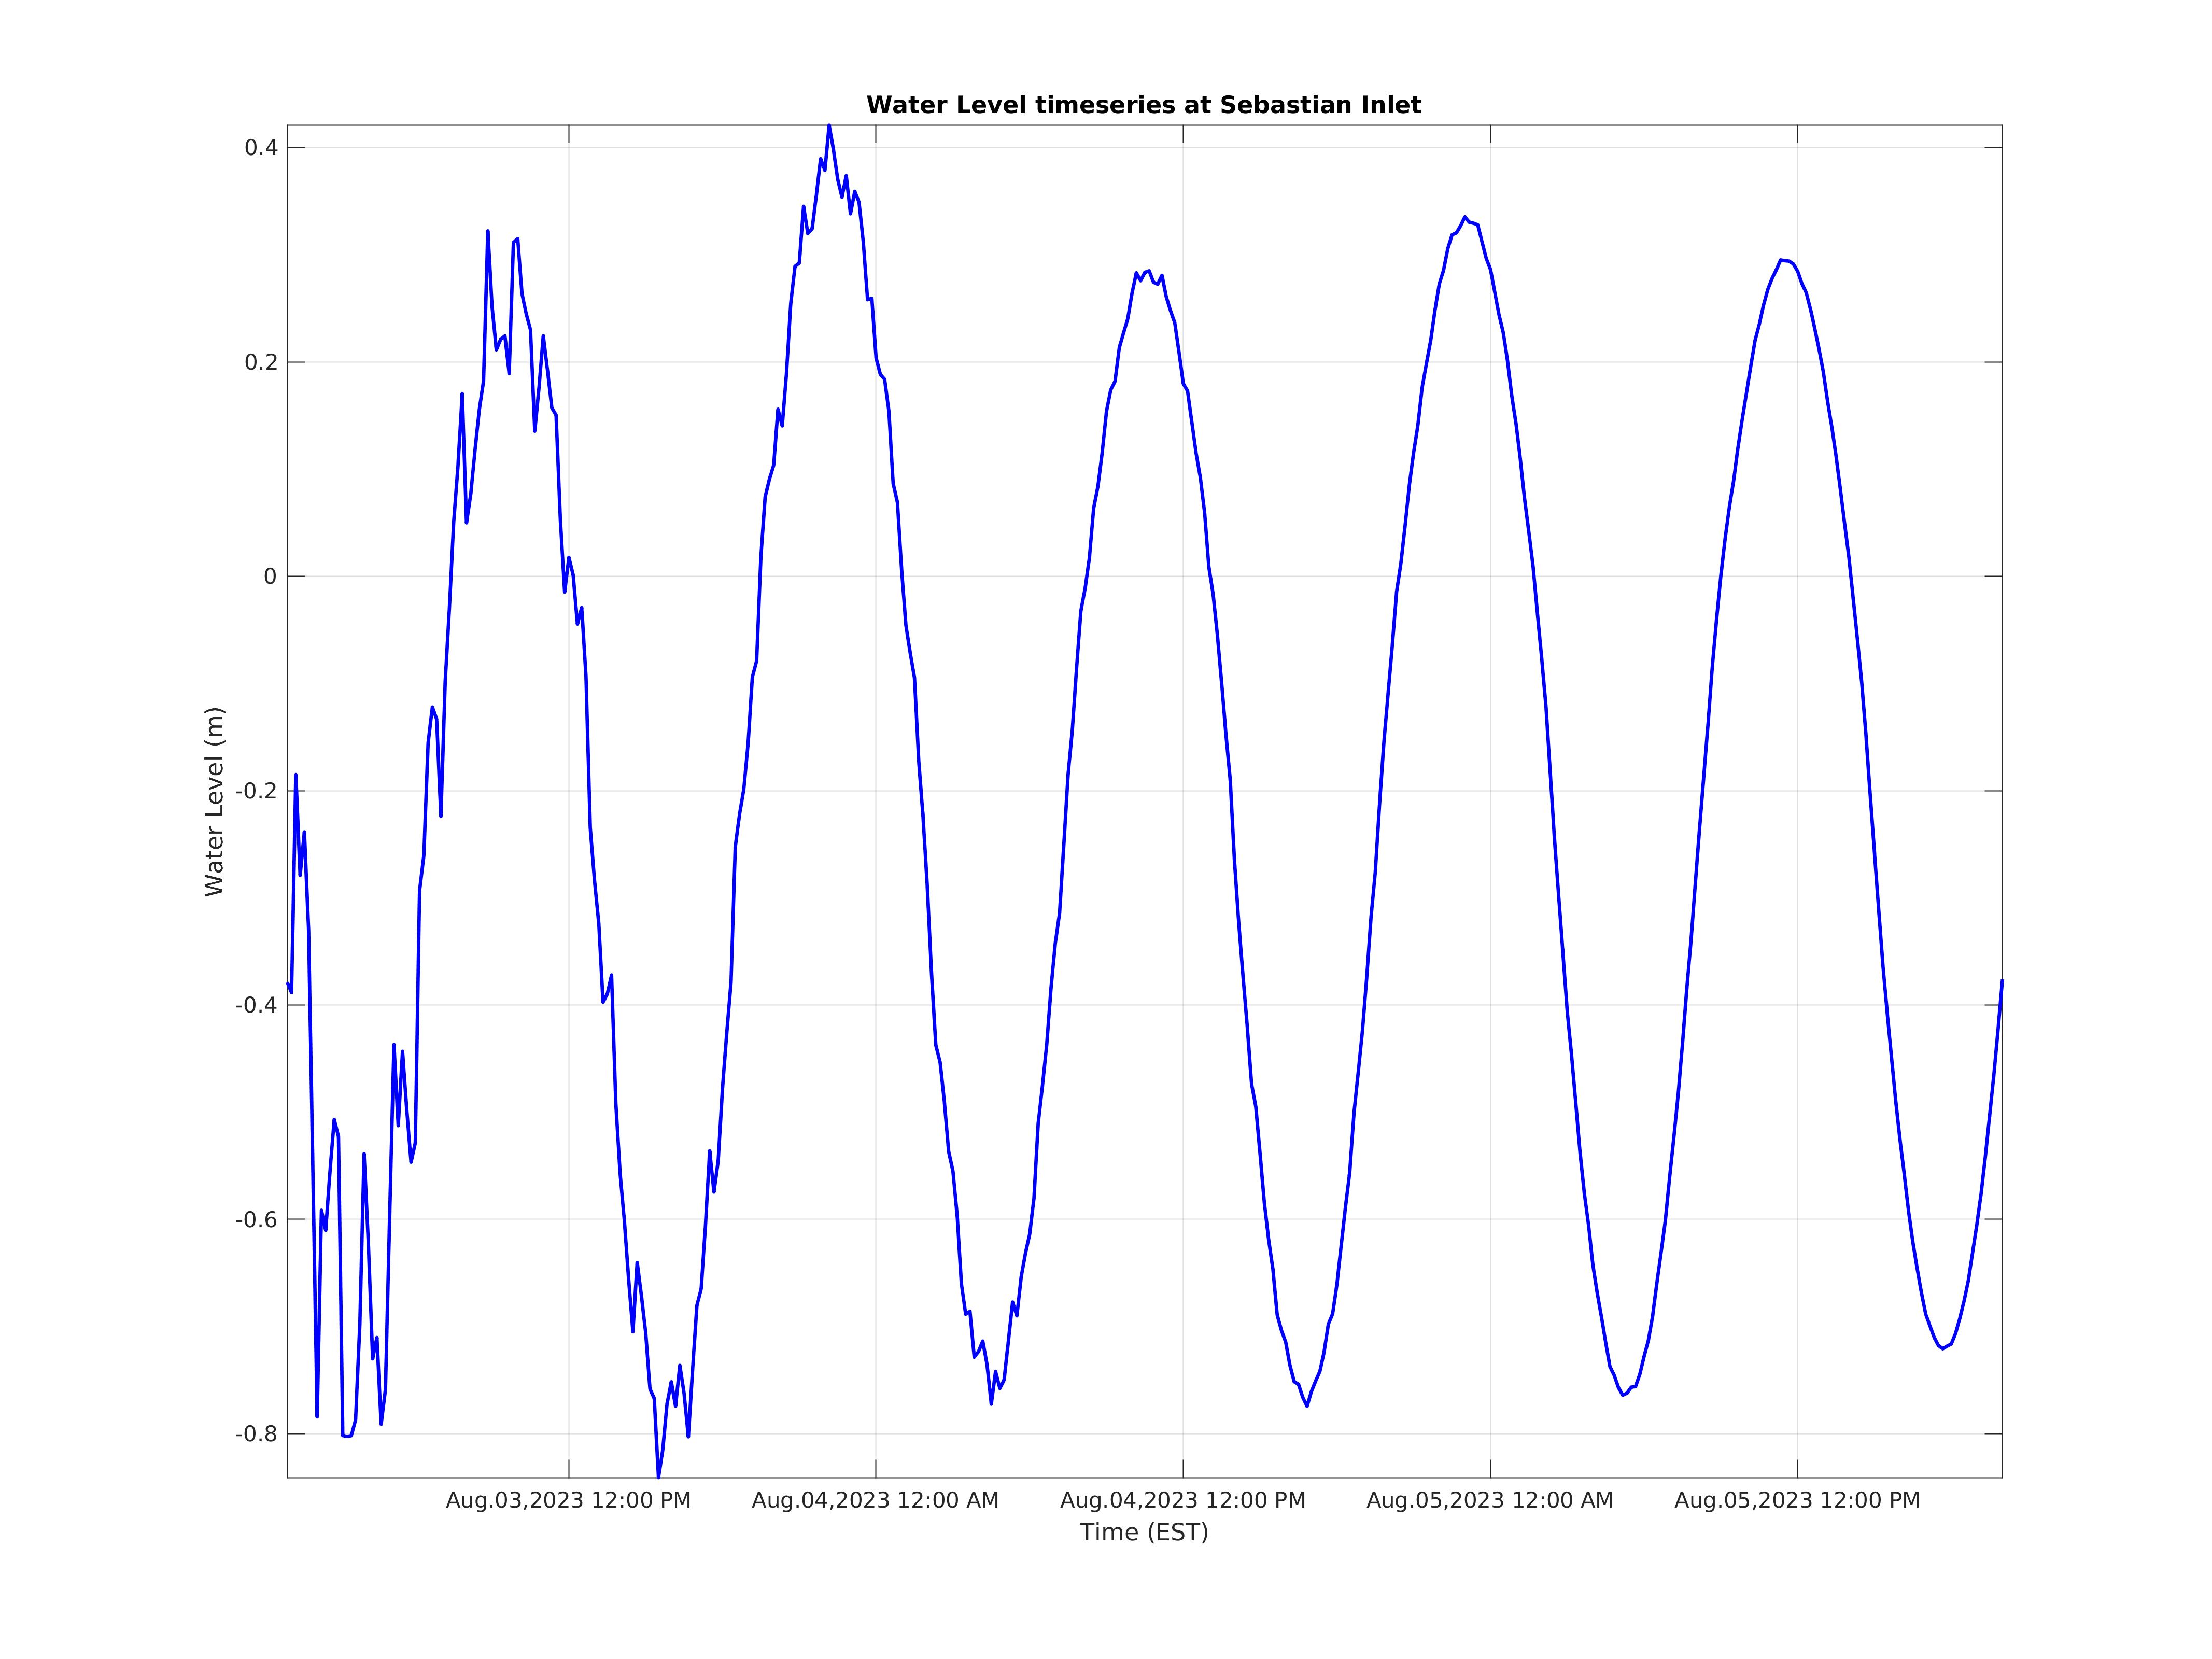 Water Level timeseries at Sebastian Inlet
0.4
0.2
0
-0.2
-0.4
-0.6
-0.8
Water Level (m)
Aug.03,2023 12:00 PM
Aug.04,2023 12:00 AM
Aug.04,2023 12:00 PM
Aug.05,2023 12:00 AM
Aug.05,2023 12:00 PM
Time (EST)